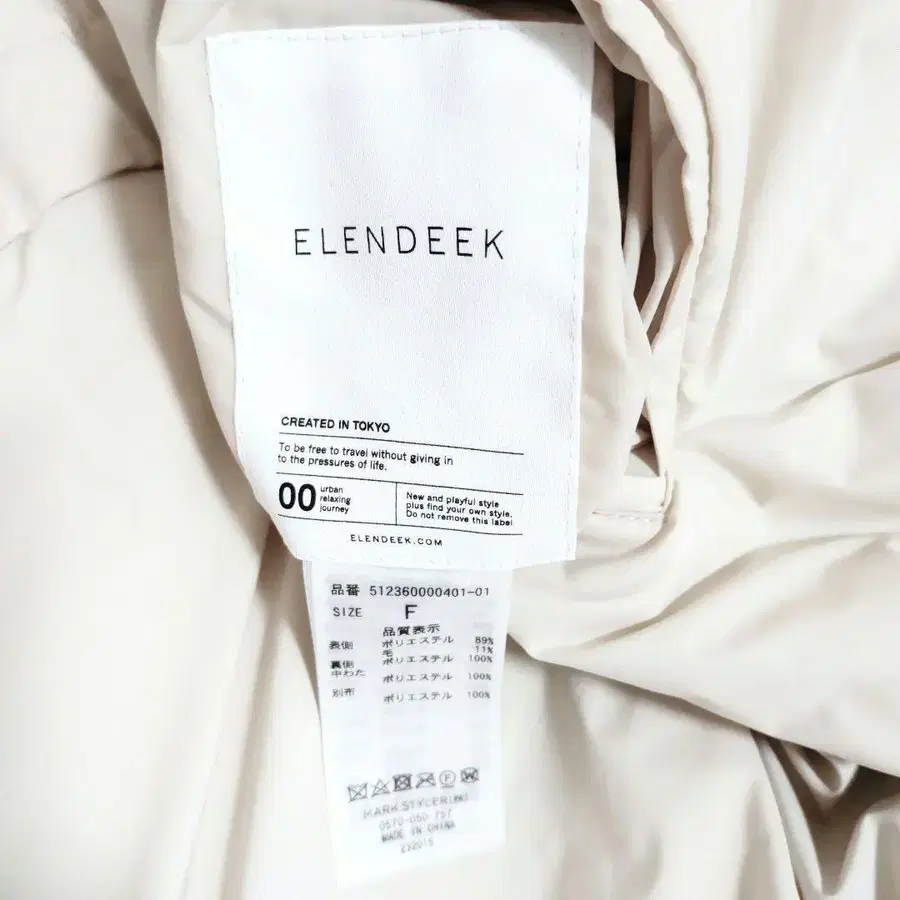 ELENDEEK
CREATED IN TOKYO
To be free to travel without giving in
to the pressures of life.
00 urban
relaxing
journey
New and playful style
plus find your own style.
Do not remove this label
ELENDEEK.COM
品番 512360000401-01
SIZE F
品質表示
表側 ポリエステル 89%
毛 11%
裏側 ポリエステル 100%
中わた ポリエステル 100%
別布 ポリエステル 100%
MARK STYLER(MK)
0570-050 757
MADE IN CHINA
232015